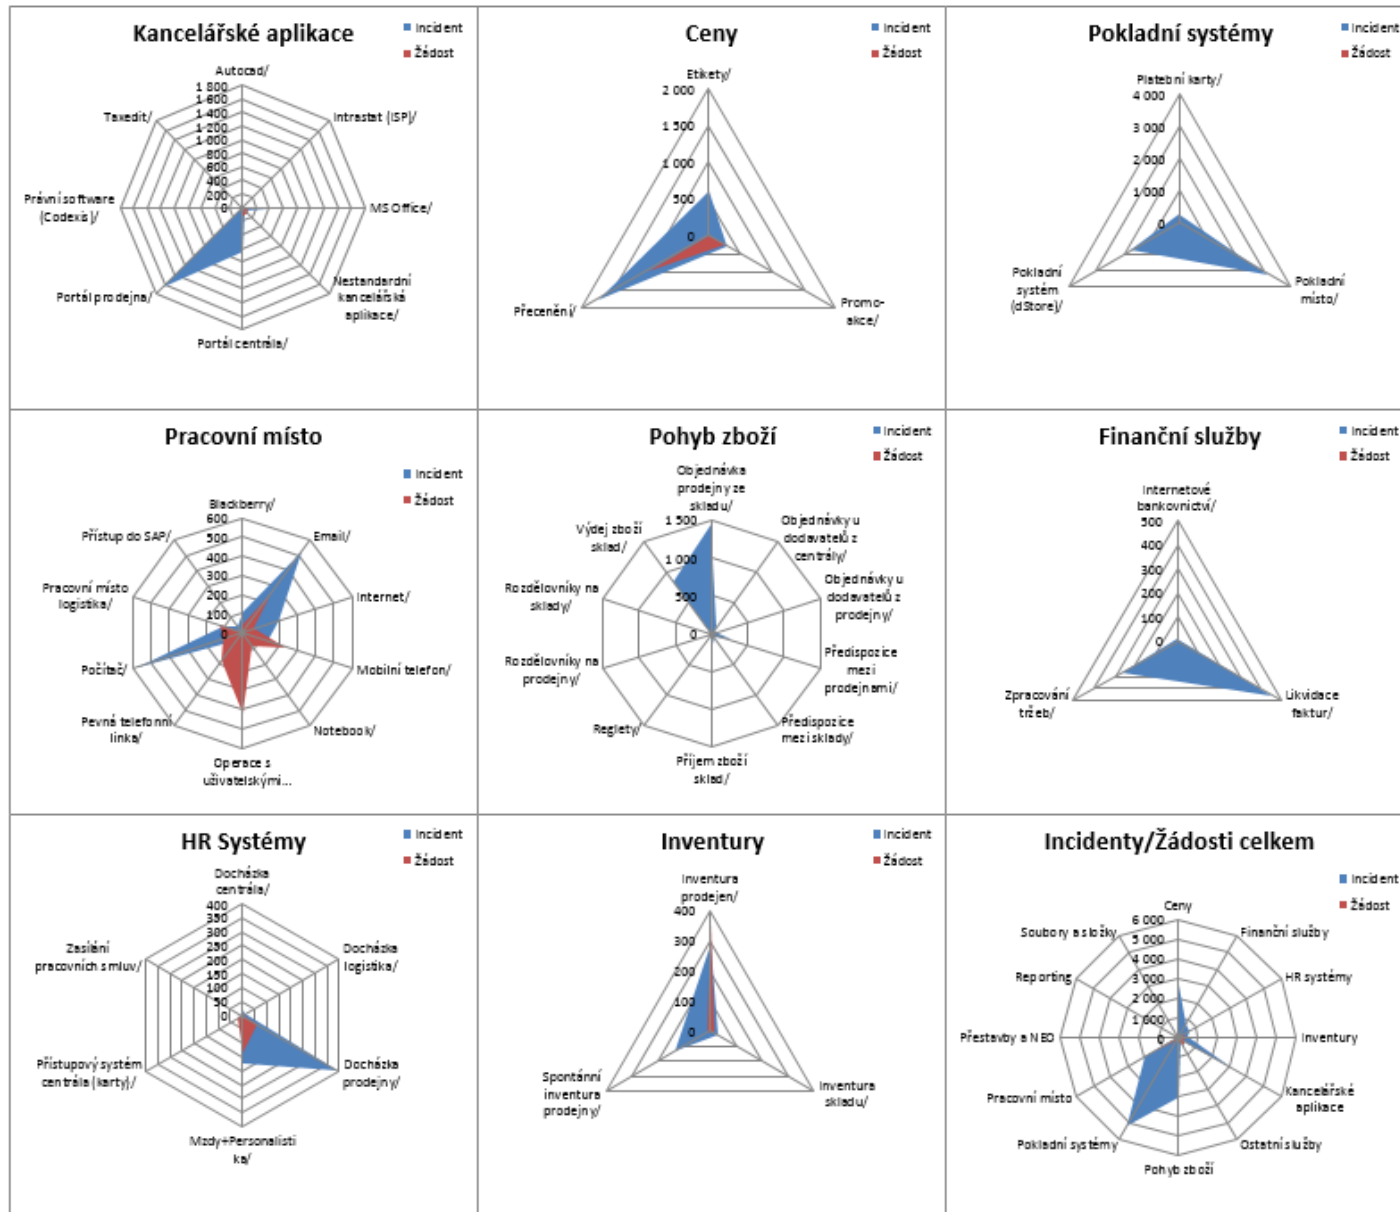 Kancelářské aplikace
Incident
Žádost
Autocad/
Intrastat (ISP)/
MS Office/
Nestandardní
kancelářská
aplikace/
Portál centrála/
Portál prodejna/
Právní software
(Codexis)/
Taxedit/
1 800
1 600
1 400
1 200
1 000
800
600
400
200
0
Ceny
Incident
Žádost
Etikety/
2 000
1 500
1 000
500
0
Promo-
akce/
Přecenění/
Pokladní systémy
Incident
Žádost
Platební karty/
4 000
3 000
2 000
1 000
0
Pokladní
místo/
Pokladní
systém
(dStore)/
Pracovní místo
Incident
Žádost
Blackberry/
600
500
400
300
200
100
0
Email/
Internet/
Mobilní telefon/
Notebook/
Operace s
uživatelskými...
Pevná telefonní
linka/
Počítač/
Pracovní místo
logistika/
Přístup do SAP/
Pohyb zboží
Incident
Žádost
Objednávka
prodejny ze
skladu/
1 500
1 000
500
0
Objednávky u
dodavatelů z
centrály/
Objednávky u
dodavatelů z
prodejny/
Předispozice
mezi
prodejnami/
Předispozice
mezi sklady/
Příjem zboží
sklad/
Reglety/
Rozdělovníky na
prodejny/
Rozdělovníky na
sklady/
Výdej zboží
sklad/
Finanční služby
Incident
Žádost
Internetové
bankovnictví/
500
400
300
200
100
0
Likvidace
faktur/
Zpracování
tržeb/
HR Systémy
Incident
Žádost
Docházka
centrála/
400
350
300
250
200
150
100
50
0
Docházka
logistika/
Docházka
prodejny/
Mzdy+Personalisti
ka/
Přístupový systém
centrála (karty)/
Zasílání
pracovních smluv/
Inventury
Incident
Žádost
Inventura
prodejen/
400
300
200
100
0
Inventura
skladu/
Spontánní
inventura
prodejny/
Incidenty/Žádosti celkem
Incident
Žádost
Ceny
6 000
5 000
4 000
3 000
2 000
1 000
0
Finanční služby
HR systémy
Inventury
Kancelářské
aplikace
Ostatní služby
Pohyb zboží
Pokladní systémy
Pracovní místo
Přestavby a NBO
Reporting
Soubory a složky